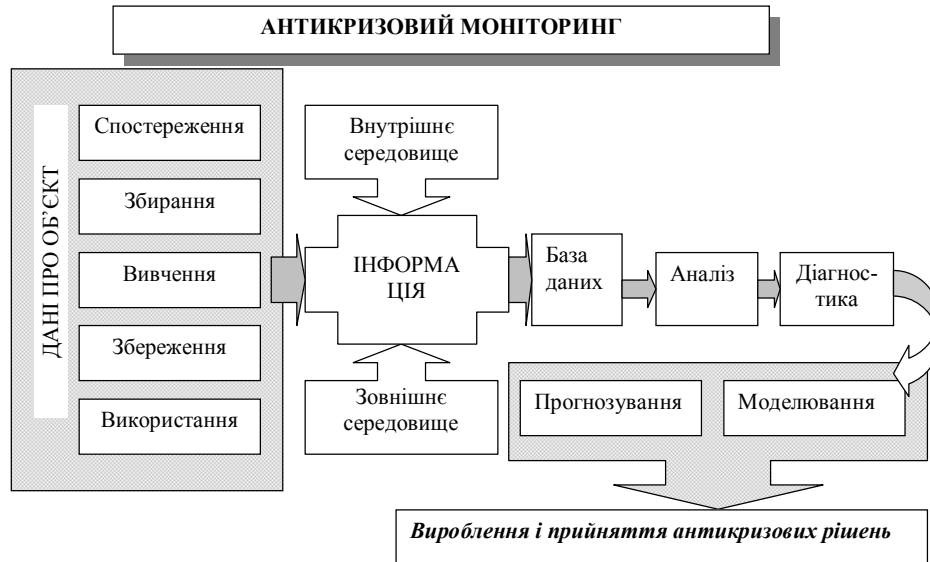 АНТИКРИЗОВИЙ МОНІТОРИНГ
ДАНІ ПРО ОБ’ЄКТ
Спостереження
Збирання
Вивчення
Збереження
Використання
Внутрішнє
середовище
ІНФОРМА
ЦІЯ
Зовнішнє
середовище
База
даних
Аналіз
Діагнос-
тика
Прогнозування
Моделювання
Вироблення і прийняття антикризових рішень